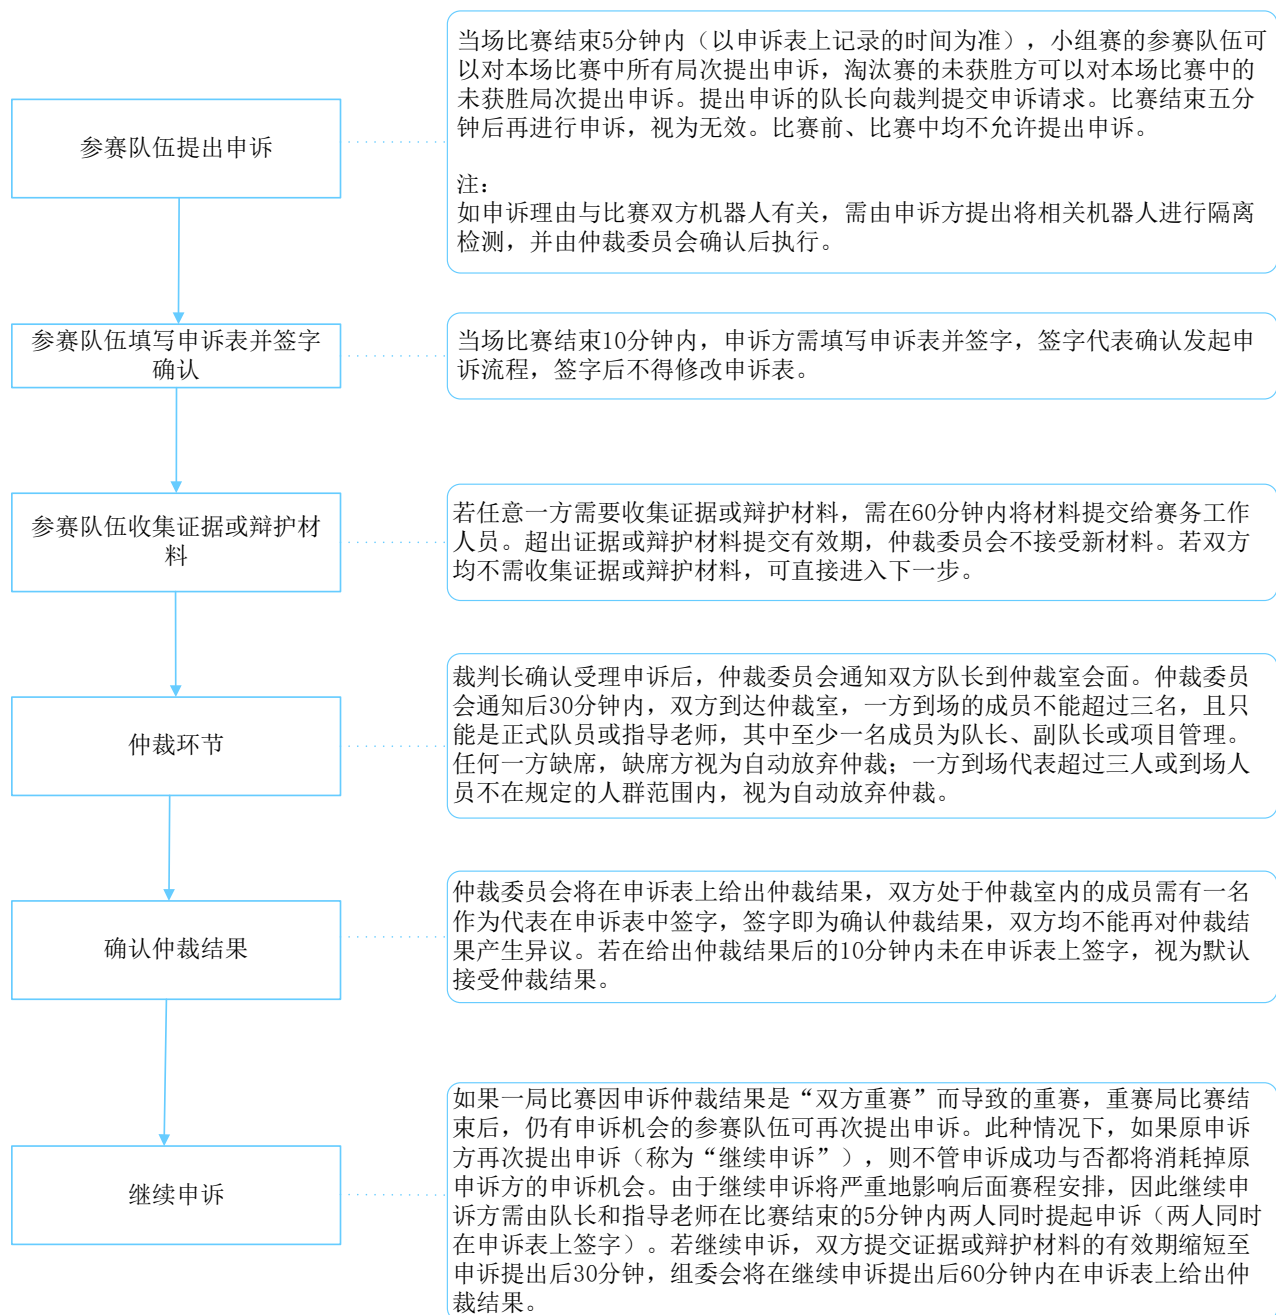 参赛队伍提出申诉
当场比赛结束5分钟内（以申诉表上记录的时间为准），小组赛的参赛队伍可
以对本场比赛中所有局次提出申诉，淘汰赛的未获胜方可以对本场比赛中的
未获胜局次提出申诉。提出申诉的队长向裁判提交申诉请求。比赛结束五分
钟后再进行申诉，视为无效。比赛前、比赛中均不允许提出申诉。
注：
如申诉理由与比赛双方机器人有关，需由申诉方提出将相关机器人进行隔离
检测，并由仲裁委员会确认后执行。
参赛队伍填写申诉表并签字
确认
当场比赛结束10分钟内，申诉方需填写申诉表并签字，签字代表确认发起申
诉流程，签字后不得修改申诉表。
参赛队伍收集证据或辩护材
料
若任意一方需要收集证据或辩护材料，需在60分钟内将材料提交给赛务工作
人员。超出证据或辩护材料提交有效期，仲裁委员会不接受新材料。若双方
均不需收集证据或辩护材料，可直接进入下一步。
仲裁环节
裁判长确认受理申诉后，仲裁委员会通知双方队长到仲裁室会面。仲裁委员
会通知后30分钟内，双方到达仲裁室，一方到场的成员不能超过三名，且只
能是正式队员或指导老师，其中至少一名成员为队长、副队长或项目管理。
任何一方缺席，缺席方视为自动放弃仲裁；一方到场代表超过三人或到场人
员不在规定的人群范围内，视为自动放弃仲裁。
确认仲裁结果
仲裁委员会将在申诉表上给出仲裁结果，双方处于仲裁室内的成员需有一名
作为代表在申诉表中签字，签字即为确认仲裁结果，双方均不能再对仲裁结
果产生异议。若在给出仲裁结果后的10分钟内未在申诉表上签字，视为默认
接受仲裁结果。
继续申诉
如果一局比赛因申诉仲裁结果是“双方重赛”而导致的重赛，重赛局比赛结
束后，仍有申诉机会的参赛队伍可再次提出申诉。此种情况下，如果原申诉
方再次提出申诉（称为“继续申诉”），则不管申诉成功与否都将消耗掉原
申诉方的申诉机会。由于继续申诉将严重地影响后面赛程安排，因此继续申
诉方需由队长和指导老师在比赛结束的5分钟内两人同时提起申诉（两人同时
在申诉表上签字）。若继续申诉，双方提交证据或辩护材料的有效期缩短至
申诉提出后30分钟，组委会将在继续申诉提出后60分钟内在申诉表上给出仲
裁结果。